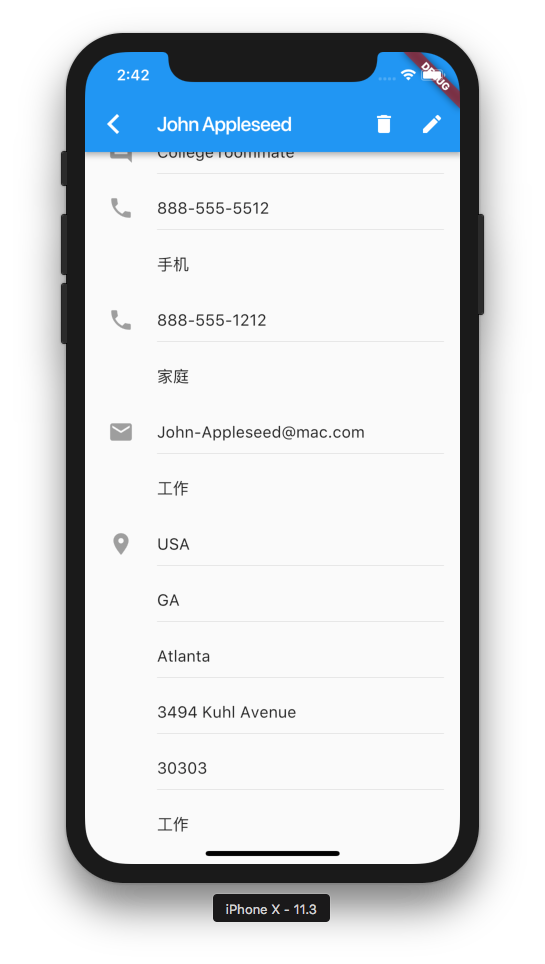 2:42
DEBUG
John Appleseed
College roommate
888-555-5512
手机
888-555-1212
家庭
John-Appleseed@mac.com
工作
USA
GA
Atlanta
3494 Kuhl Avenue
30303
工作
iPhone X - 11.3